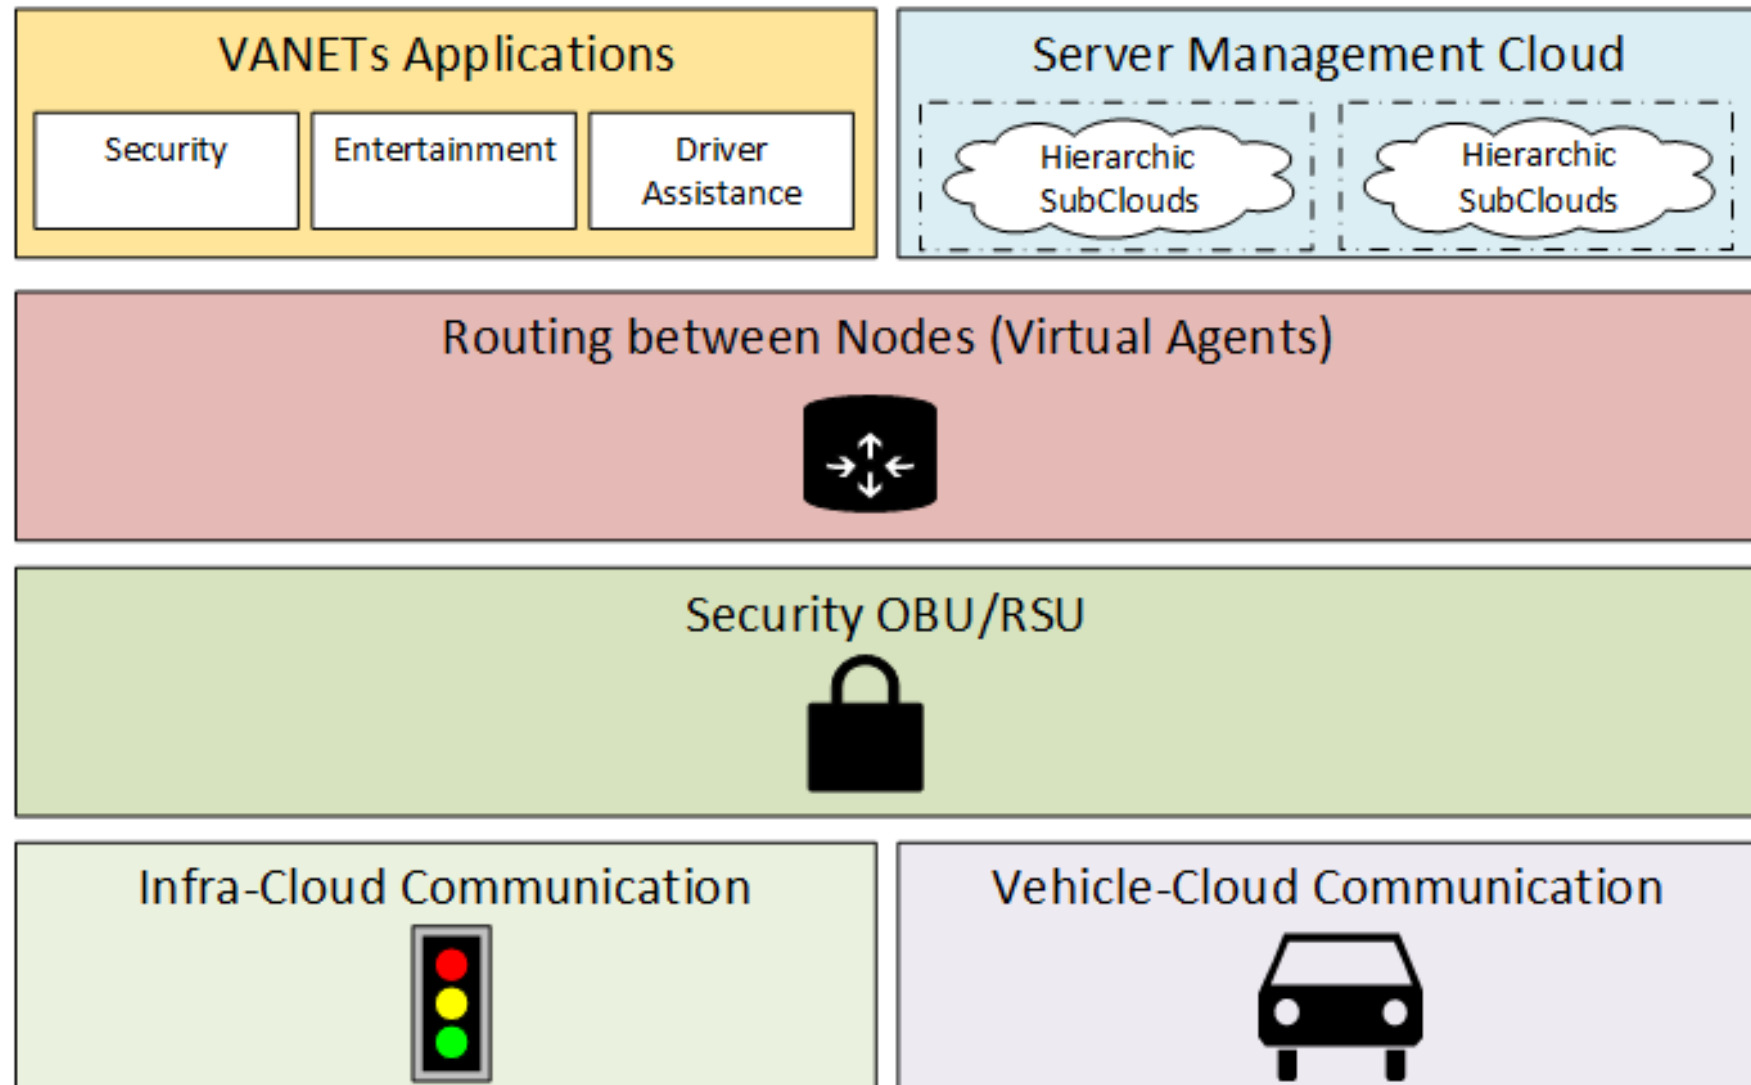 VANETs Applications
Security
Entertainment
Driver
Assistance
Server Management Cloud
Hierarchic
SubClouds
Hierarchic
SubClouds
Routing between Nodes (Virtual Agents)
Security OBU/RSU
Infra-Cloud Communication
Vehicle-Cloud Communication